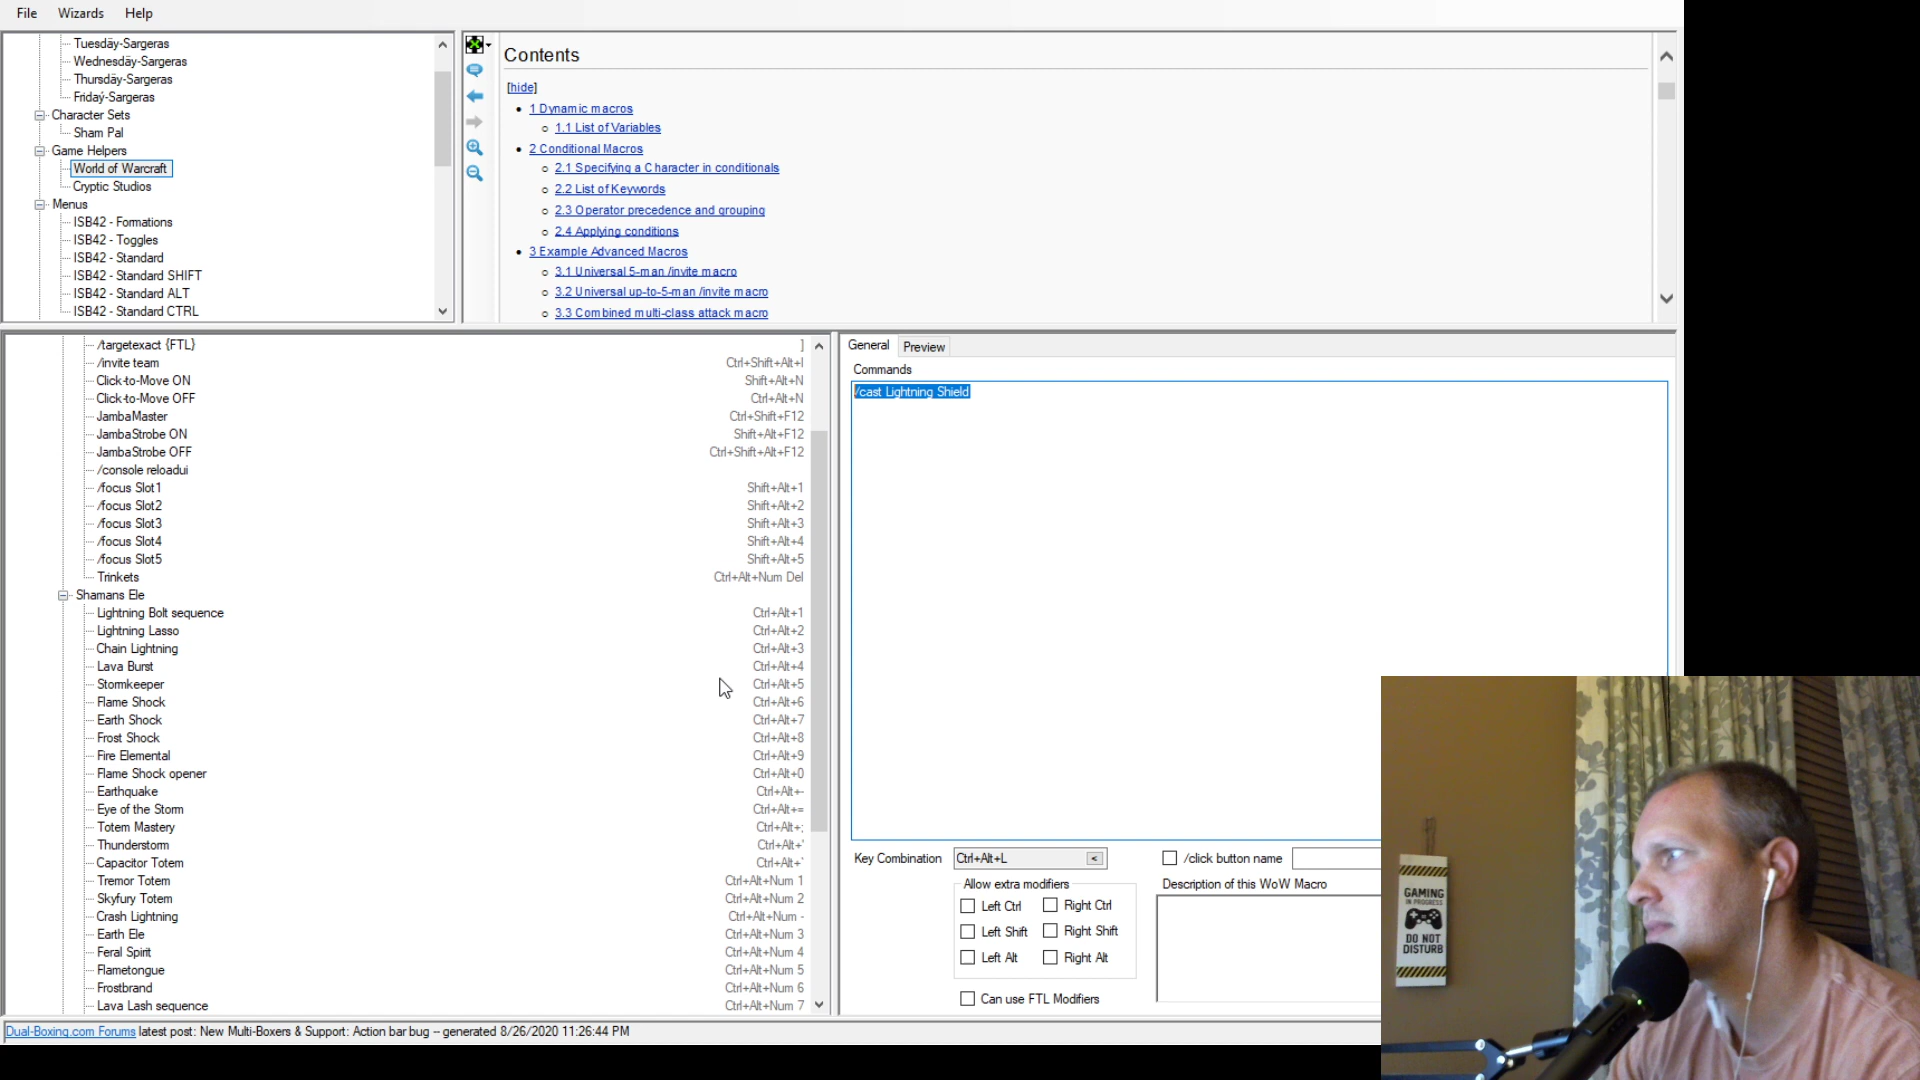 File Wizards Help
Tuesdäy-Sargeras
Wednesdäy-Sargeras
Thursdäy-Sargeras
Fridaý-Sargeras
Character Sets
Sham Pal
Game Helpers
World of Warcraft
Cryptic Studios
Menus
ISB42 - Formations
ISB42 - Toggles
ISB42 - Standard
ISB42 - Standard SHIFT
ISB42 - Standard ALT
ISB42 - Standard CTRL
Contents
[hide]
1 Dynamic macros
1.1 List of Variables
2 Conditional Macros
2.1 Specifying a Character in conditionals
2.2 List of Keywords
2.3 Operator precedence and grouping
2.4 Applying conditions
3 Example Advanced Macros
3.1 Universal 5-man /invite macro
3.2 Universal up-to-5-man /invite macro
3.3 Combined multi-class attack macro
/targetexact {FTL} ]
/invite team Ctrl+Shift+Alt+I
Click-to-Move ON Shift+Alt+N
Click-to-Move OFF Ctrl+Alt+N
JambaMaster Ctrl+Shift+F12
JambaStrobe ON Shift+Alt+F12
JambaStrobe OFF Ctrl+Shift+Alt+F12
/console reloadui
/focus Slot1 Shift+Alt+1
/focus Slot2 Shift+Alt+2
/focus Slot3 Shift+Alt+3
/focus Slot4 Shift+Alt+4
/focus Slot5 Shift+Alt+5
Trinkets Ctrl+Alt+Num Del
Shamans Ele
Lightning Bolt sequence Ctrl+Alt+1
Lightning Lasso Ctrl+Alt+2
Chain Lightning Ctrl+Alt+3
Lava Burst Ctrl+Alt+4
Stormkeeper Ctrl+Alt+5
Flame Shock Ctrl+Alt+6
Earth Shock Ctrl+Alt+7
Frost Shock Ctrl+Alt+8
Fire Elemental Ctrl+Alt+9
Flame Shock opener Ctrl+Alt+0
Earthquake Ctrl+Alt+-
Eye of the Storm Ctrl+Alt+=
Totem Mastery Ctrl+Alt+;
Thunderstorm Ctrl+Alt+'
Capacitor Totem Ctrl+Alt+`
Tremor Totem Ctrl+Alt+Num 1
Skyfury Totem Ctrl+Alt+Num 2
Crash Lightning Ctrl+Alt+Num -
Earth Ele Ctrl+Alt+Num 3
Feral Spirit Ctrl+Alt+Num 4
Flametongue Ctrl+Alt+Num 5
Frostbrand Ctrl+Alt+Num 6
Lava Lash sequence Ctrl+Alt+Num 7
General Preview
Commands
/cast Lightning Shield
Key Combination Ctrl+Alt+L <
/click button name
Allow extra modifiers
Left Ctrl Right Ctrl
Left Shift Right Shift
Left Alt Right Alt
Can use FTL Modifiers
Description of this WoW Macro
Dual-Boxing.com Forums latest post: New Multi-Boxers & Support: Action bar bug -- generated 8/26/2020 11:26:44 PM
GAMING
IN PROGRESS
DO NOT
DISTURB